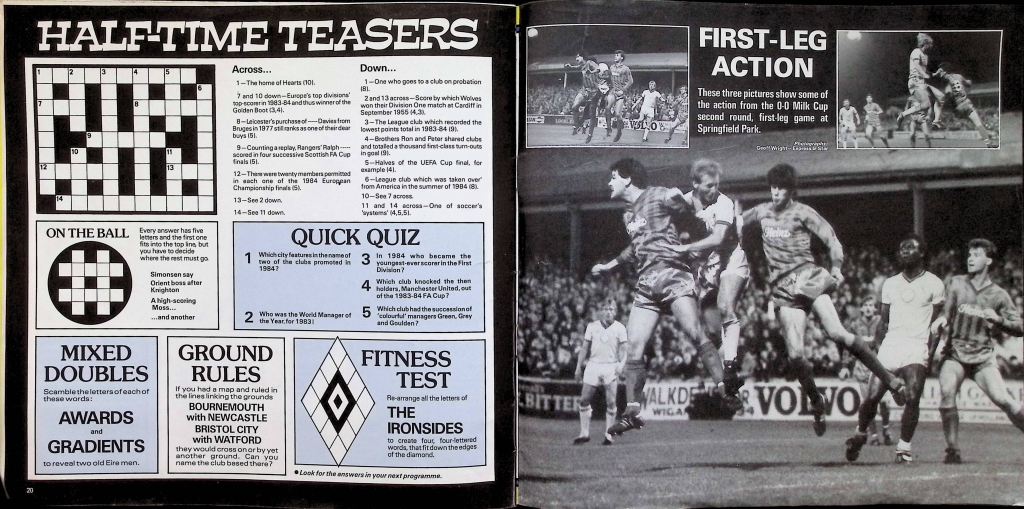 HALF-TIME TEASERS
Across...
1—The home of Hearts (10).
7 and 10 down—Europe's top divisions'
top-scorer in 1983-84 and thus winner of the
Golden Boot (3,4).
8—Leicester's purchase of ---- Davies from
Bruges in 1977 still ranks as one of their dear
buys (5).
9—Counting a replay, Rangers' Ralph -----
scored in four successive Scottish FA Cup
finals (5).
12—There were twenty members permitted
in each one of the 1984 European
Championship finals (5).
13—See 2 down.
14—See 11 down.
Down...
1—One who goes to a club on probation
(8).
2 and 13 across—Score by which Wolves
won their Division One match at Cardiff in
September 1955 (4,3).
3—The League club which recorded the
lowest points total in 1983-84 (9).
4—Brothers Ron and Peter shared clubs
and totalled a thousand first-class turn-outs
in goal (9).
5—Halves of the UEFA Cup final, for
example (4).
6—League club which was 'taken over'
from America in the summer of 1984 (8).
10—See 7 across.
11 and 14 across—One of soccer's
'systems' (4,5,5).
1 2 3 4 5
6
7 8
9
10 11
12 13
14
ON THE BALL
Every answer has five
letters and the first one
fits into the top line, but
you have to decide
where the rest must go.
Simonsen say
Orient boss after
Knighton
A high-scoring
Moss...
...and another
QUICK QUIZ
1 Which city features in the name of
two of the clubs promoted in
1984?
2 Who was the World Manager of
the Year, for 1983?
3 In 1984 who became the
youngest-ever scorer in the First
Division?
4 Which club knocked the then
holders, Manchester United, out
of the 1983-84 FA Cup?
5 Which club had the succession of
'colourful' managers Green, Grey
and Goulden?
MIXED
DOUBLES
Scramble the letters of each of
these words:
AWARDS
and
GRADIENTS
to reveal two old Eire men.
GROUND
RULES
If you had a map and ruled in
the lines linking the grounds
BOURNEMOUTH
with NEWCASTLE
BRISTOL CITY
with WATFORD
they would cross on or by yet
another ground. Can you
name the club based there?
FITNESS
TEST
Re-arrange all the letters of
THE
IRONSIDES
to create four, four-lettered
words, that fit down the edges
of the diamond.
● Look for the answers in your next programme.
20
FIRST-LEG
ACTION
These three pictures show some of
the action from the 0-0 Milk Cup
second round, first-leg game at
Springfield Park.
Photographs:
Geoff Wright—Express & Star
VOLVO
BITTER
WALKDE
WIGA
VOLVO